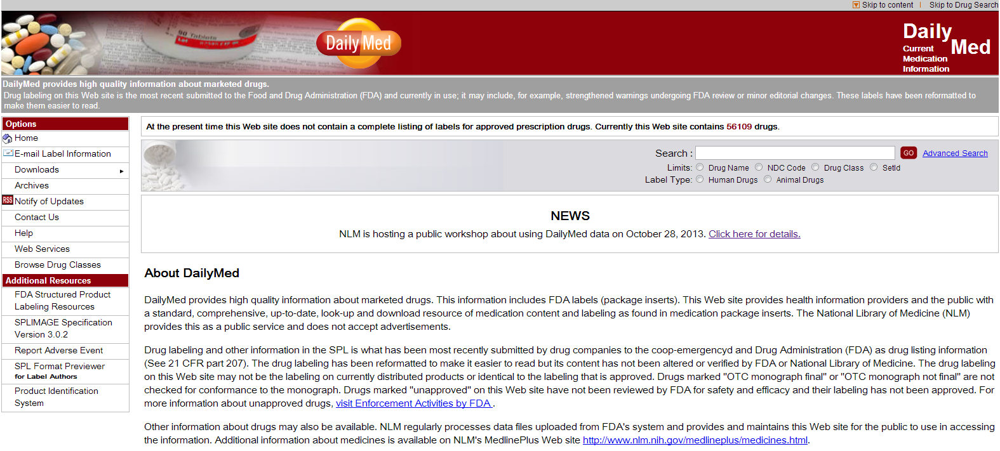 Skip to content | Skip to Drug Search
90 Tablets
Daily Med
Daily Med
Current
Medication
Information
DailyMed provides high quality information about marketed drugs.
Drug labeling on this Web site is the most recent submitted to the Food and Drug Administration (FDA) and currently in use; it may include, for example, strengthened warnings undergoing FDA review or minor editorial changes. These labels have been reformatted to
make them easier to read.
Options
Home
E-mail Label Information
Downloads
Archives
RSS Notify of Updates
Contact Us
Help
Web Services
Browse Drug Classes
Additional Resources
FDA Structured Product
Labeling Resources
SPLIMAGE Specification
Version 3.0.2
Report Adverse Event
SPL Format Previewer
for Label Authors
Product Identification
System
At the present time this Web site does not contain a complete listing of labels for approved prescription drugs. Currently this Web site contains 56109 drugs.
Search : GO Advanced Search
Limits: Drug Name NDC Code Drug Class SetId
Label Type: Human Drugs Animal Drugs
NEWS
NLM is hosting a public workshop about using DailyMed data on October 28, 2013. Click here for details.
About DailyMed
DailyMed provides high quality information about marketed drugs. This information includes FDA labels (package inserts). This Web site provides health information providers and the public with
a standard, comprehensive, up-to-date, look-up and download resource of medication content and labeling as found in medication package inserts. The National Library of Medicine (NLM)
provides this as a public service and does not accept advertisements.
Drug labeling and other information in the SPL is what has been most recently submitted by drug companies to the coop-emergencyd and Drug Administration (FDA) as drug listing information
(See 21 CFR part 207). The drug labeling has been reformatted to make it easier to read but its content has not been altered or verified by FDA or National Library of Medicine. The drug labeling
on this Web site may not be the labeling on currently distributed products or identical to the labeling that is approved. Drugs marked "OTC monograph final" or "OTC monograph not final" are not
checked for conformance to the monograph. Drugs marked "unapproved" on this Web site have not been reviewed by FDA for safety and efficacy and their labeling has not been approved. For
more information about unapproved drugs, visit Enforcement Activities by FDA .
Other information about drugs may also be available. NLM regularly processes data files uploaded from FDA's system and provides and maintains this Web site for the public to use in accessing
the information. Additional information about medicines is available on NLM's MedlinePlus Web site http://www.nlm.nih.gov/medlineplus/medicines.html.